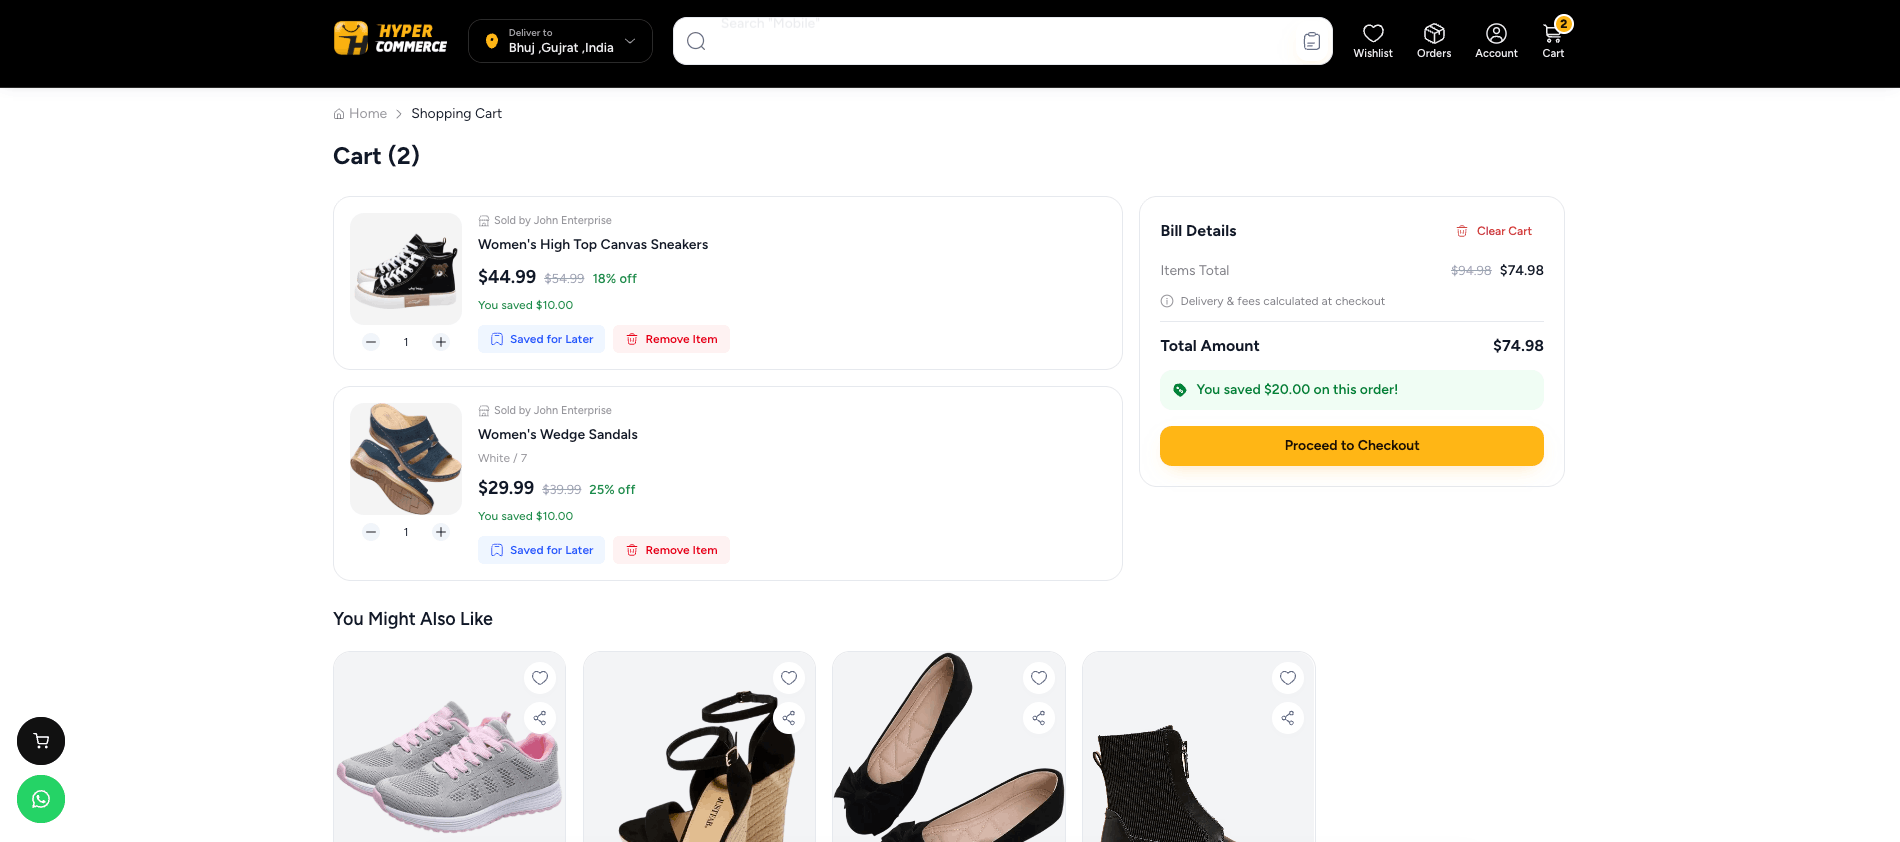 HYPER
COMMERCE
Deliver to
Bhuj ,Gujrat ,India
Search "Mobile"
Wishlist
Orders
Account
2
Cart
Home
Shopping Cart
Cart (2)
Sold by John Enterprise
Women's High Top Canvas Sneakers
$44.99 $54.99 18% off
You saved $10.00
1
Saved for Later
Remove Item
Sold by John Enterprise
Women's Wedge Sandals
White / 7
$29.99 $39.99 25% off
You saved $10.00
1
Saved for Later
Remove Item
Bill Details
Clear Cart
Items Total
$94.98 $74.98
Delivery & fees calculated at checkout
Total Amount
$74.98
You saved $20.00 on this order!
Proceed to Checkout
You Might Also Like